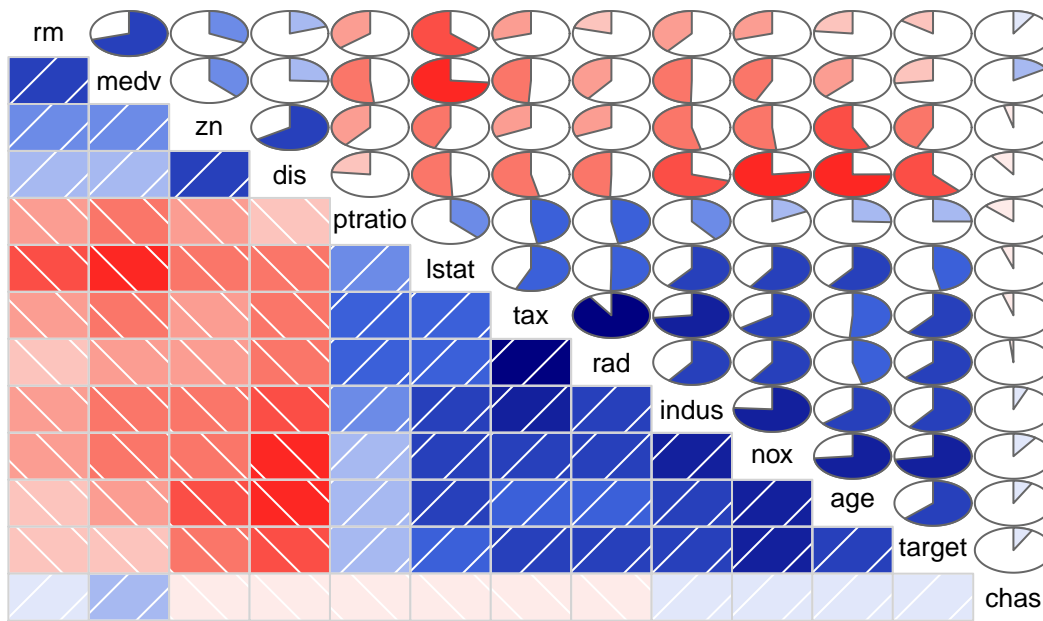 rm
medv
zn
dis
ptratio
lstat
tax
rad
indus
nox
age
target
chas